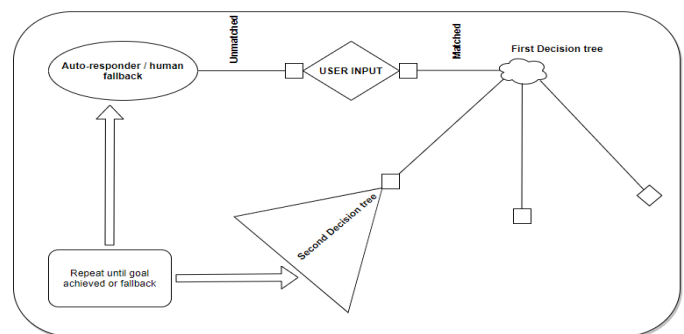 Auto-responder / human
fallback
Unmatched
USER INPUT
Matched
First Decision tree
Second Decision tree
Repeat until goal
achieved or fallback